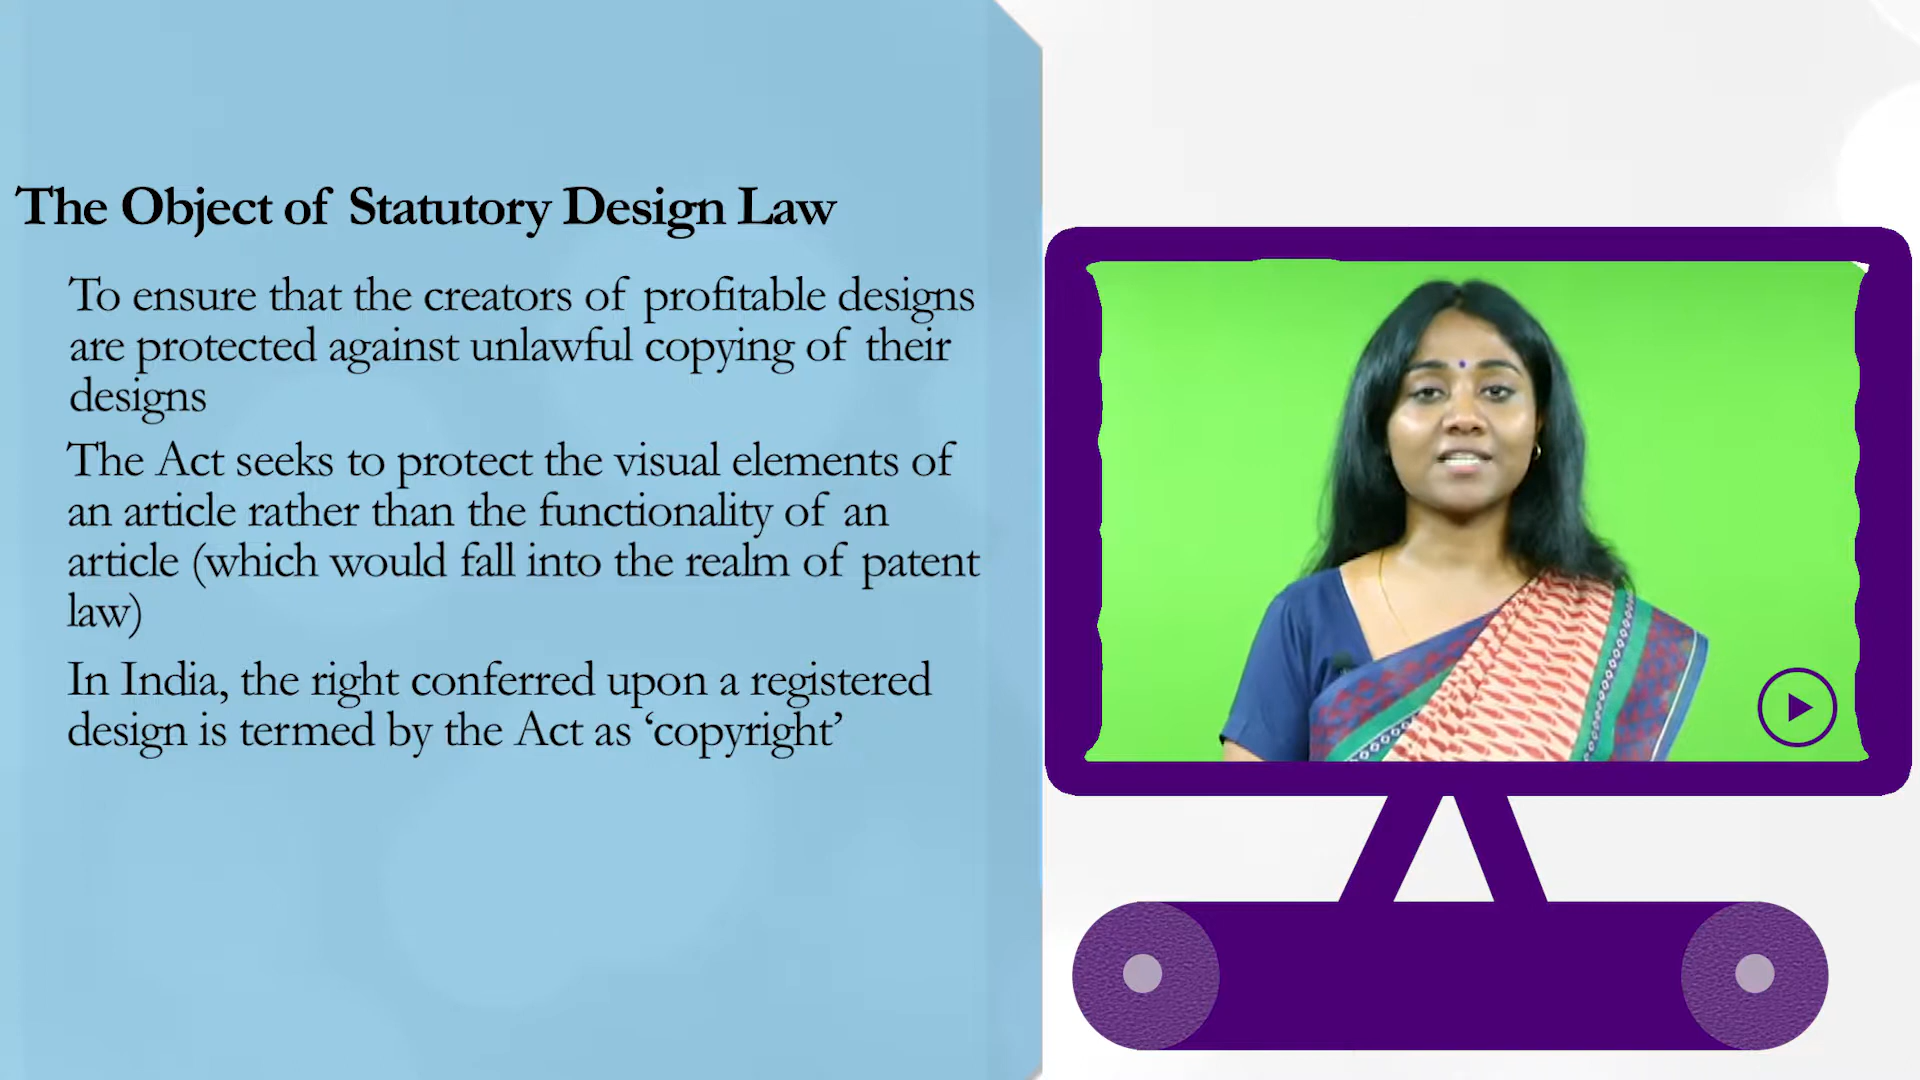 The Object of Statutory Design Law
To ensure that the creators of profitable designs
are protected against unlawful copying of their
designs
The Act seeks to protect the visual elements of
an article rather than the functionality of an
article (which would fall into the realm of patent
law)
In India, the right conferred upon a registered
design is termed by the Act as ‘copyright’